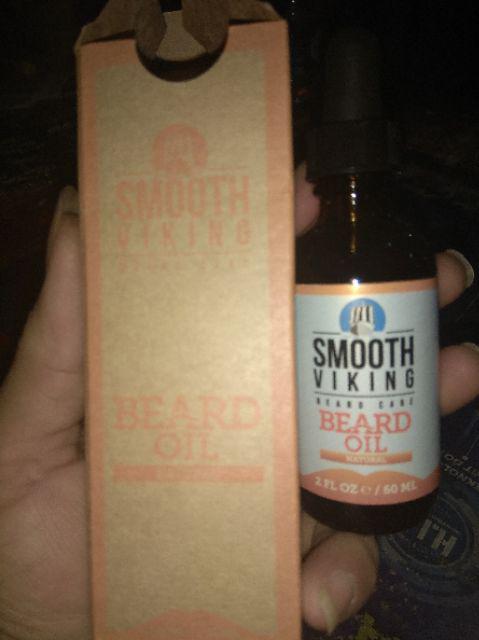 SMOOTH
VIKING
BEARD
OIL
SMOOTH
VIKING
BEARD CARE
BEARD
OIL
NATURAL
2 FL OZ e / 60 ML
H.I